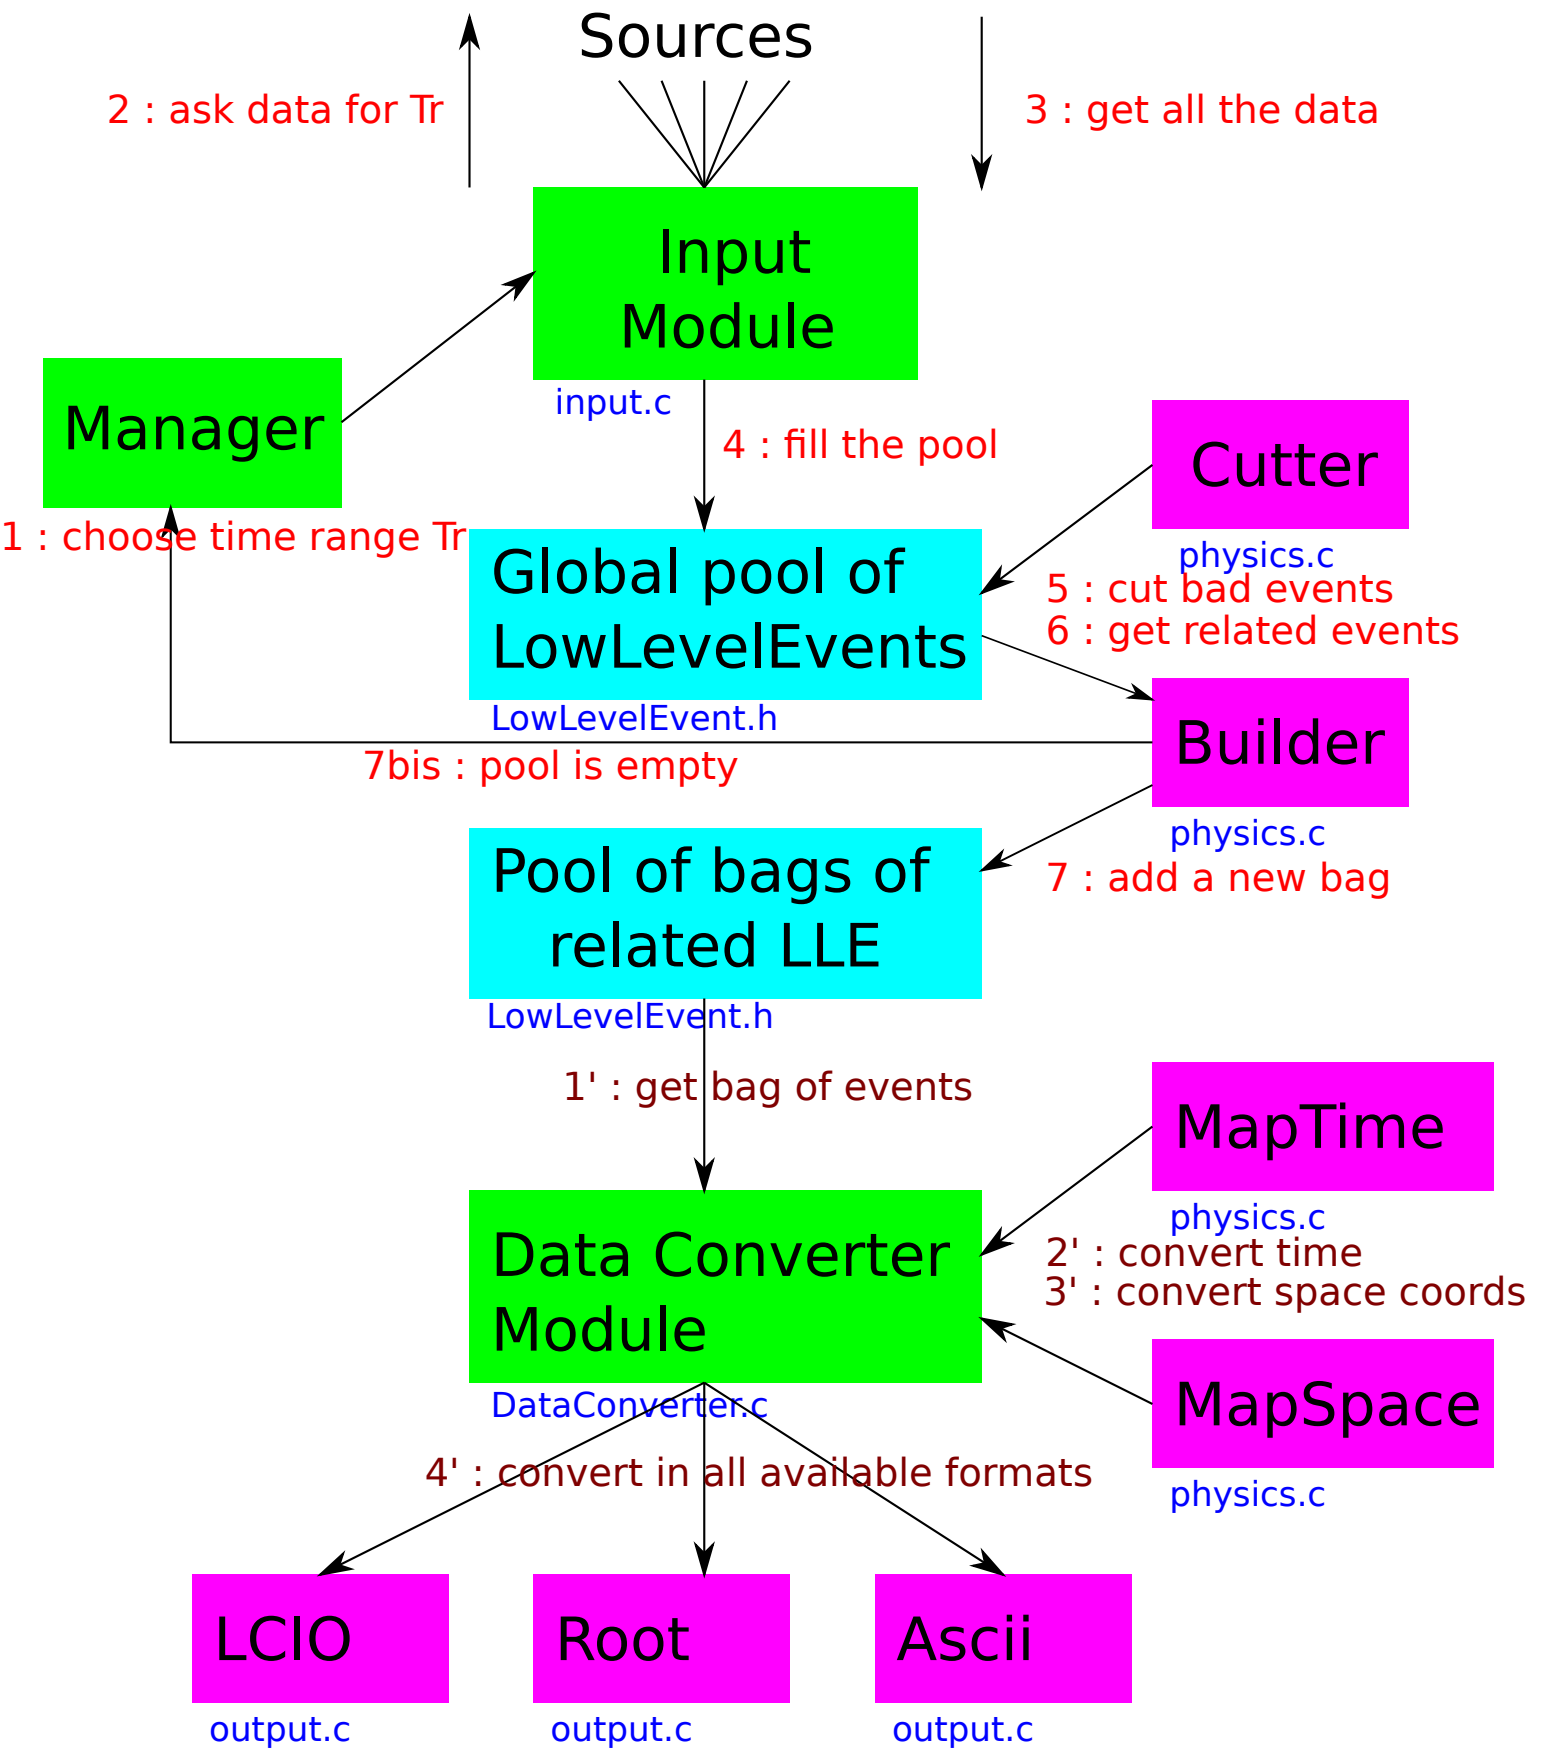 Sources
2 : ask data for Tr
3 : get all the data
Input
Module
input.c
Manager
1 : choose time range Tr
4 : fill the pool
Cutter
physics.c
5 : cut bad events
6 : get related events
Global pool of
LowLevelEvents
LowLevelEvent.h
Builder
physics.c
7bis : pool is empty
7 : add a new bag
Pool of bags of
related LLE
LowLevelEvent.h
1' : get bag of events
MapTime
physics.c
2' : convert time
3' : convert space coords
Data Converter
Module
DataConverter.c
MapSpace
physics.c
4' : convert in all available formats
LCIO
Root
Ascii
output.c
output.c
output.c